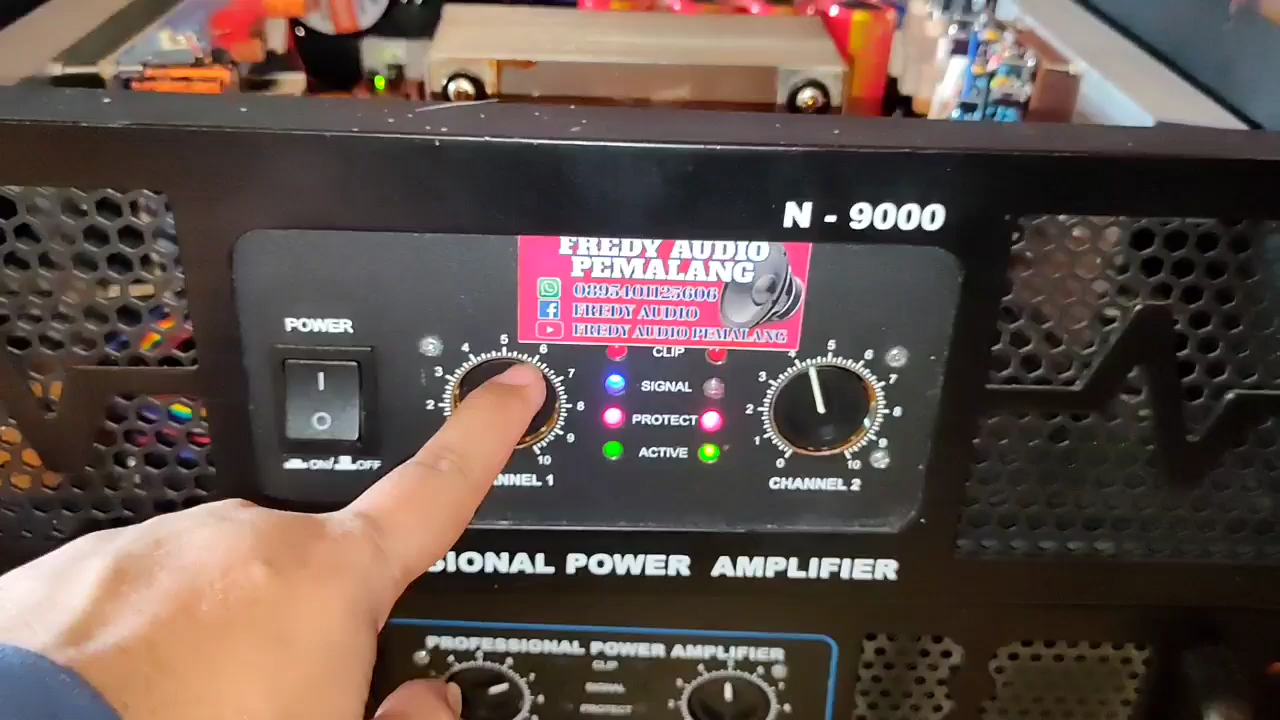 N - 9000
FREDY AUDIO
PEMALANG
0895401125606
FREDY AUDIO
FREDY AUDIO PEMALANG
POWER
I
O
ON/ OFF
2 3 4 5 6 7 8 9 10
CLIP
SIGNAL
PROTECT
ACTIVE
0 1 2 3 4 5 6 7 8 9 10
ANNEL 1
CHANNEL 2
SIONAL POWER AMPLIFIER
PROFESSIONAL POWER AMPLIFIER
CLIP
SIGNAL
PROTECT